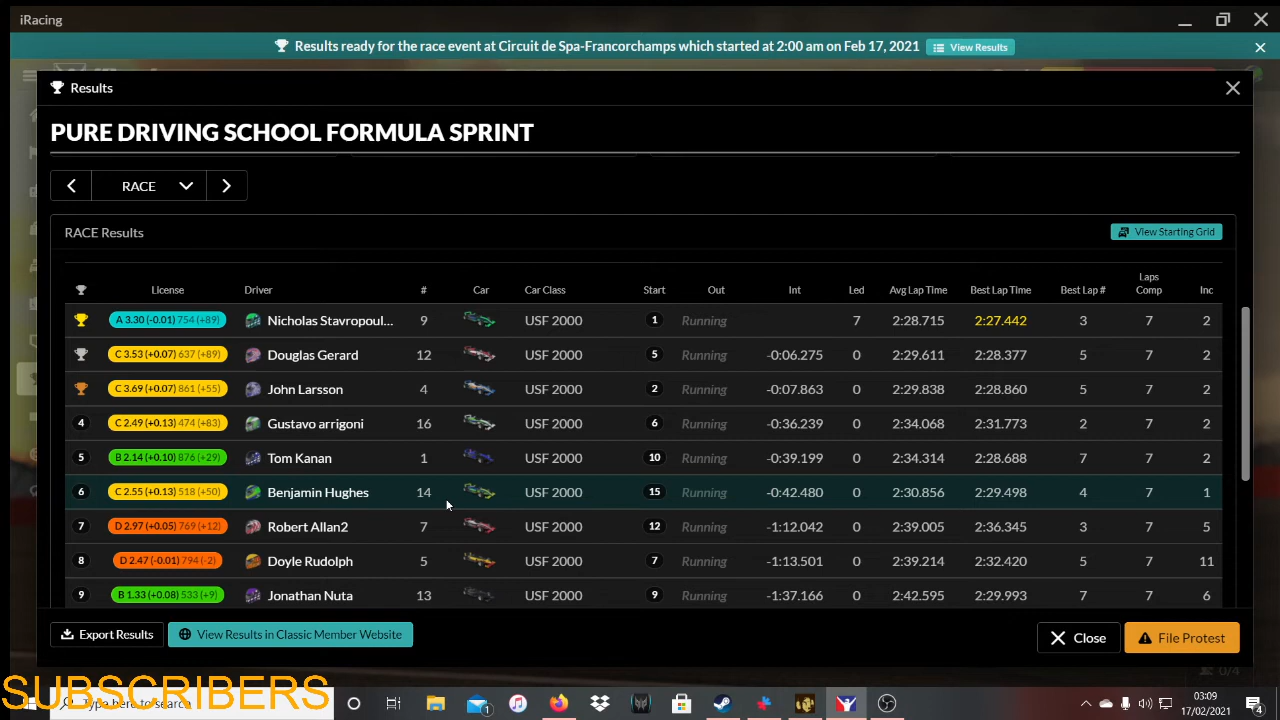 iRacing
Results ready for the race event at Circuit de Spa-Francorchamps which started at 2:00 am on Feb 17, 2021 View Results
Results
PURE DRIVING SCHOOL FORMULA SPRINT
RACE
RACE Results View Starting Grid
License Driver # Car Car Class Start Out Int Led Avg Lap Time Best Lap Time Best Lap # Laps Comp Inc
A 3.30 (-0.01) 754 (+89) Nicholas Stavropoul... 9 USF 2000 1 Running 7 2:28.715 2:27.442 3 7 2
C 3.53 (+0.07) 637 (+89) Douglas Gerard 12 USF 2000 5 Running -0:06.275 0 2:29.611 2:28.377 5 7 2
C 3.69 (+0.07) 861 (+55) John Larsson 4 USF 2000 2 Running -0:07.863 0 2:29.838 2:28.860 5 7 2
4 C 2.49 (+0.13) 474 (+83) Gustavo arrigoni 16 USF 2000 6 Running -0:36.239 0 2:34.068 2:31.773 2 7 2
5 B 2.14 (+0.10) 876 (+29) Tom Kanan 1 USF 2000 10 Running -0:39.199 0 2:34.314 2:28.688 7 7 2
6 C 2.55 (+0.13) 518 (+50) Benjamin Hughes 14 USF 2000 15 Running -0:42.480 0 2:30.856 2:29.498 4 7 1
7 D 2.97 (+0.05) 769 (+12) Robert Allan2 7 USF 2000 12 Running -1:12.042 0 2:39.005 2:36.345 3 7 5
8 D 2.47 (-0.01) 794 (-2) Doyle Rudolph 5 USF 2000 7 Running -1:13.501 0 2:39.214 2:32.420 5 7 11
9 B 1.33 (+0.08) 533 (+9) Jonathan Nuta 13 USF 2000 9 Running -1:37.166 0 2:42.595 2:29.993 7 7 6
Export Results View Results in Classic Member Website Close File Protest
0/4
SUBSCRIBERS
Type here to search
1
03:09
17/02/2021
4